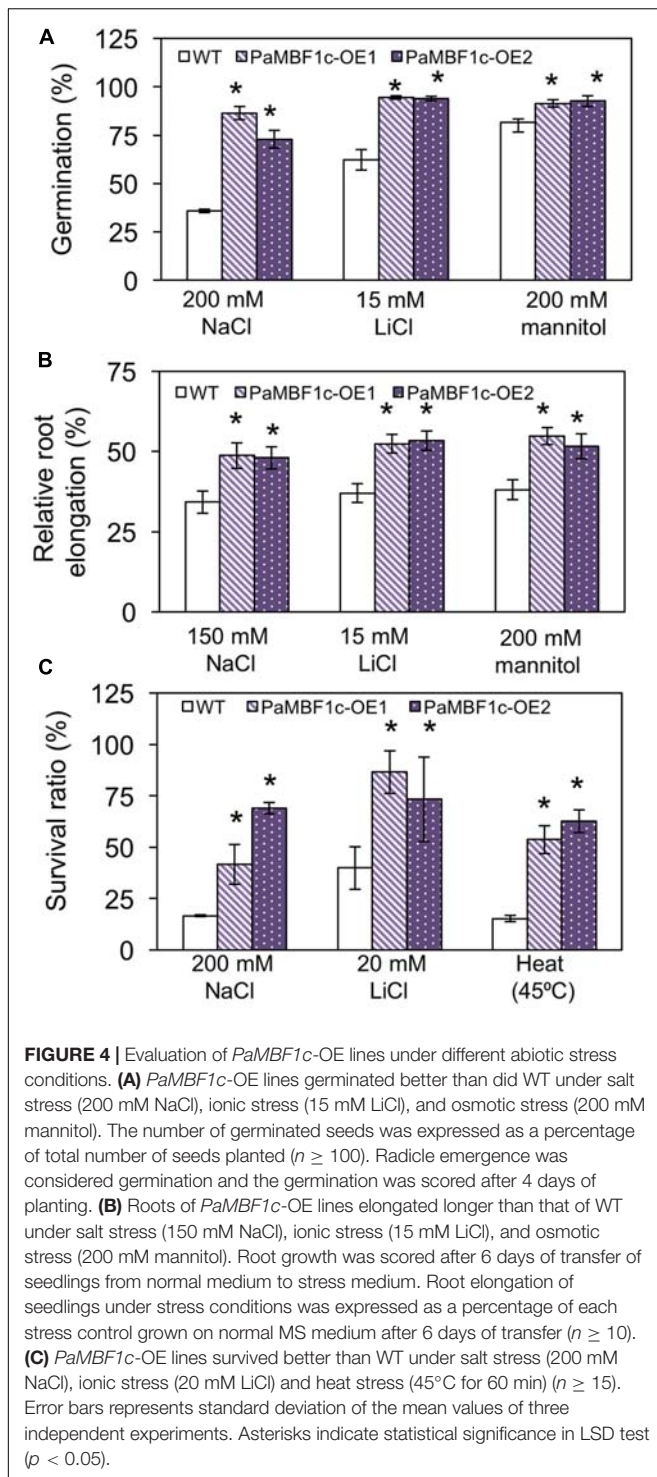 A
125
100
75
50
25
0
Germination (%)
WT PaMBF1c-OE1 PaMBF1c-OE2
* * * * * *
200 mM 15 mM 200 mM
NaCl LiCl mannitol
B
75
50
25
0
Relative root
elongation (%)
WT PaMBF1c-OE1 PaMBF1c-OE2
* * * * * *
150 mM 15 mM 200 mM
NaCl LiCl mannitol
C
125
100
75
50
25
0
Survival ratio (%)
WT PaMBF1c-OE1 PaMBF1c-OE2
* * * * * *
200 mM 20 mM Heat
NaCl LiCl (45ºC)
FIGURE 4 | Evaluation of PaMBF1c-OE lines under different abiotic stress
conditions. (A) PaMBF1c-OE lines germinated better than did WT under salt
stress (200 mM NaCl), ionic stress (15 mM LiCl), and osmotic stress (200 mM
mannitol). The number of germinated seeds was expressed as a percentage
of total number of seeds planted (n ≥ 100). Radicle emergence was
considered germination and the germination was scored after 4 days of
planting. (B) Roots of PaMBF1c-OE lines elongated longer than that of WT
under salt stress (150 mM NaCl), ionic stress (15 mM LiCl), and osmotic
stress (200 mM mannitol). Root growth was scored after 6 days of transfer of
seedlings from normal medium to stress medium. Root elongation of
seedlings under stress conditions was expressed as a percentage of each
stress control grown on normal MS medium after 6 days of transfer (n ≥ 10).
(C) PaMBF1c-OE lines survived better than WT under salt stress (200 mM
NaCl), ionic stress (20 mM LiCl) and heat stress (45°C for 60 min) (n ≥ 15).
Error bars represents standard deviation of the mean values of three
independent experiments. Asterisks indicate statistical significance in LSD test
(p < 0.05).